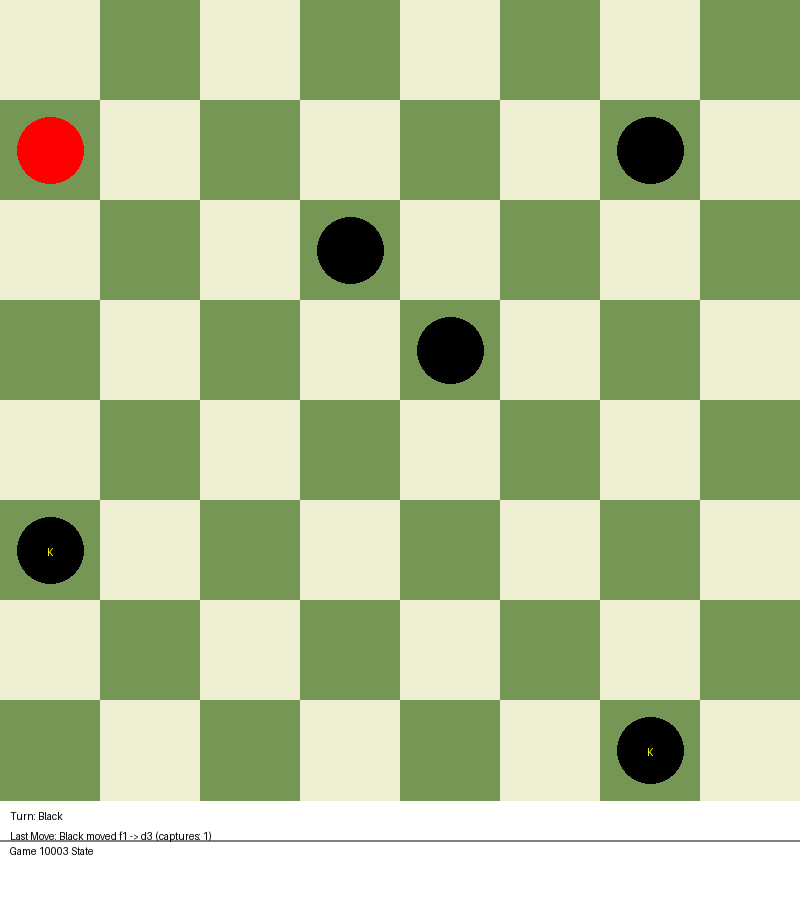 K
K
Turn: Black
Last Move: Black moved f1 -> d3 (captures: 1)
Game 10003 State